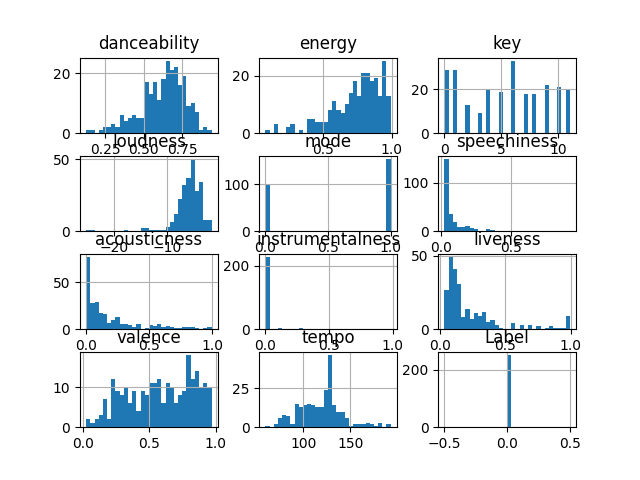 danceability energy key
20 20 20
0 0 0
0.25 0.50 0.75 0.5 1.0 0 5 10
loudness mode speechiness
50 100 100
0 0 0
−20 −10 0.0 0.5 1.0 0.0 0.5
acousticness instrumentalness liveness
50 200 50
0 0 0
0.0 0.5 1.0 0.0 0.5 1.0 0.0 0.5 1.0
valence tempo Label
10 25 200
0 0 0
0.0 0.5 1.0 100 150 −0.5 0.0 0.5